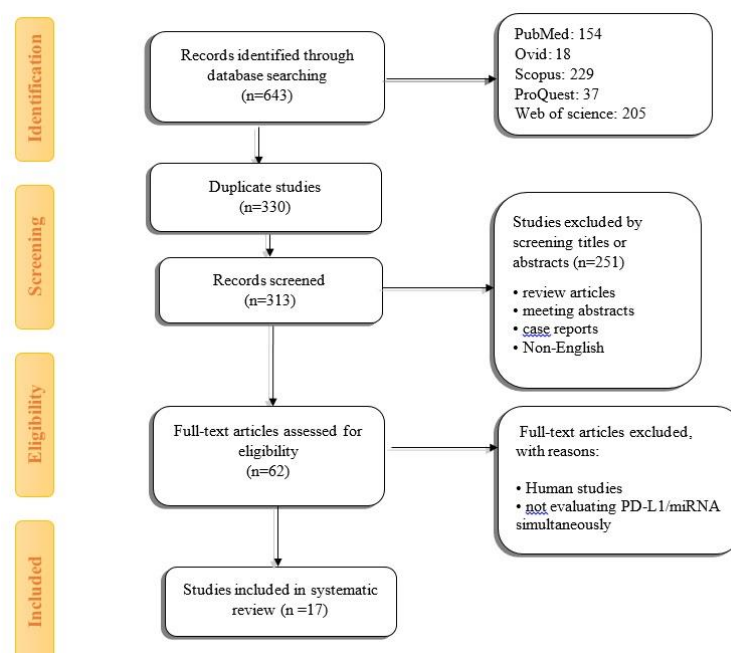 Identification
Records identified through
database searching
(n=643)
PubMed: 154
Ovid: 18
Scopus: 229
ProQuest: 37
Web of science: 205
Screening
Duplicate studies
(n=330)
Records screened
(n=313)
Studies excluded by
screening titles or
abstracts (n=251)
• review articles
• meeting abstracts
• case reports
• Non-English
Eligibility
Full-text articles assessed for
eligibility
(n=62)
Full-text articles excluded,
with reasons:
• Human studies
• not evaluating PD-L1/miRNA
simultaneously
Included
Studies included in systematic
review (n =17)